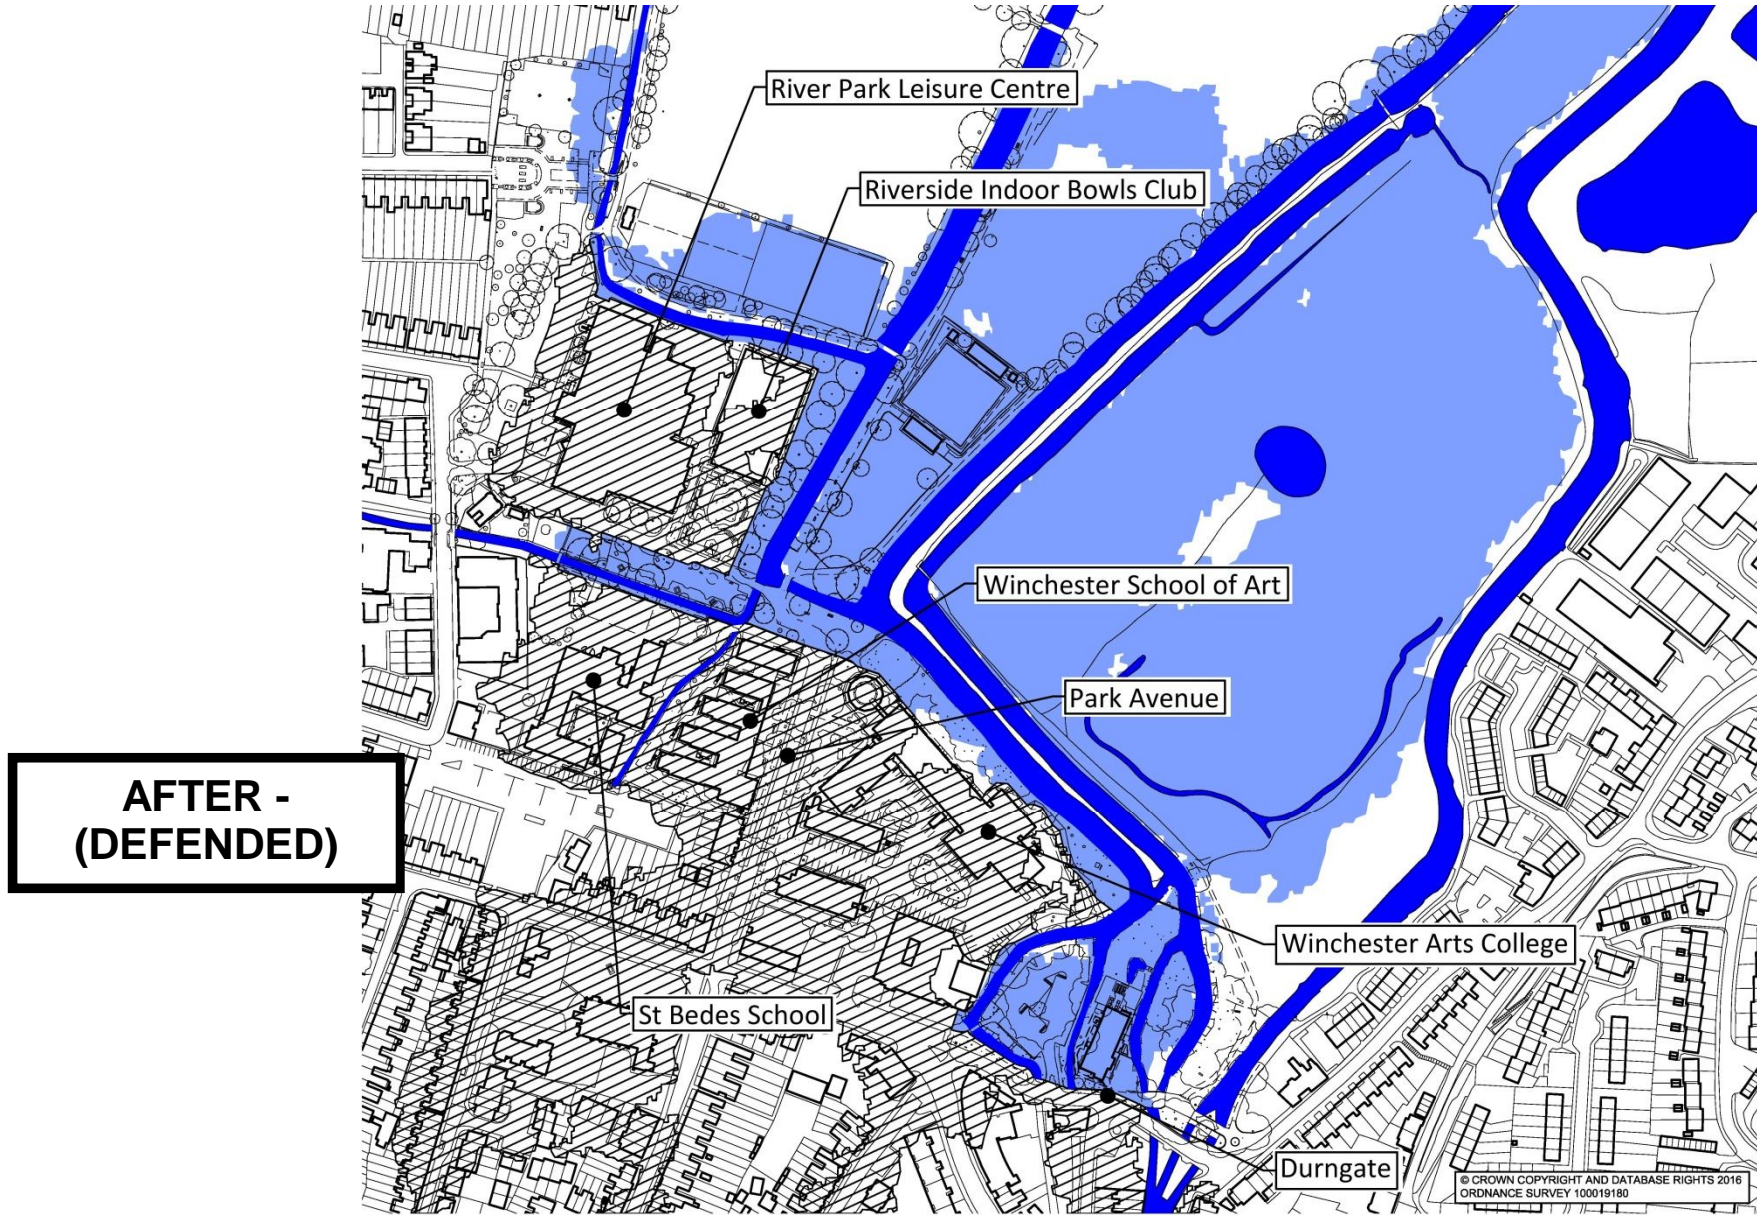 River Park Leisure Centre
Riverside Indoor Bowls Club
Winchester School of Art
Park Avenue
AFTER -
(DEFENDED)
Winchester Arts College
St Bedes School
Durngate
© CROWN COPYRIGHT AND DATABASE RIGHTS 2016
ORDNANCE SURVEY 100019180